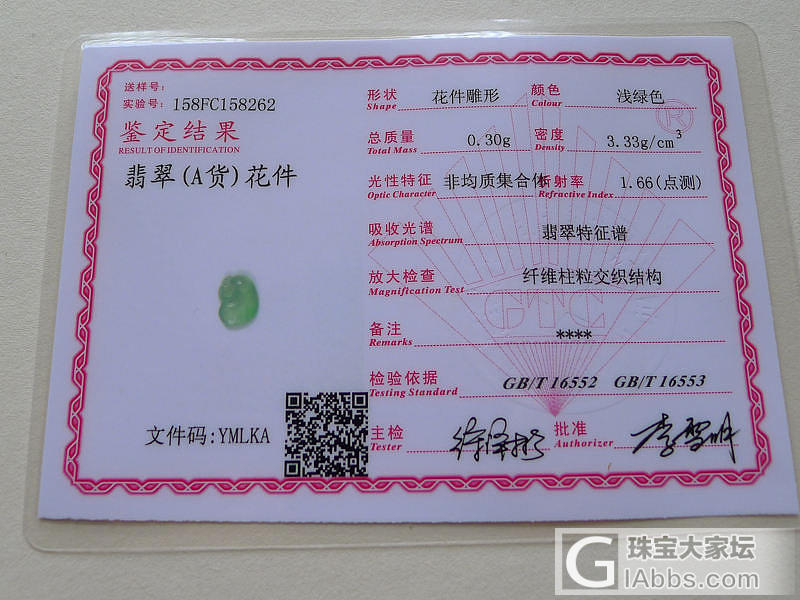 送样号:
实验号: 158FC158262
鉴定结果
RESULT OF IDENTIFICATION
翡翠(A货)花件
文件码:YMLKA
形状 花件雕形 颜色 浅绿色
Shape Colour
总质量 0.30g 密度 3.33g/cm³
Total Mass Density
光性特征 非均质集合体 折射率 1.66(点测)
Optic Character Refractive Index
吸收光谱 翡翠特征谱
Absorption Spectrum
放大检查 纤维柱粒交织结构
Magnification Test
GTC
备注 ****
Remarks
检验依据 GB/T 16552 GB/T 16553
Testing Standard
主检 批准
Tester Authorizer
®
G 珠宝大家坛
lAbbs.com